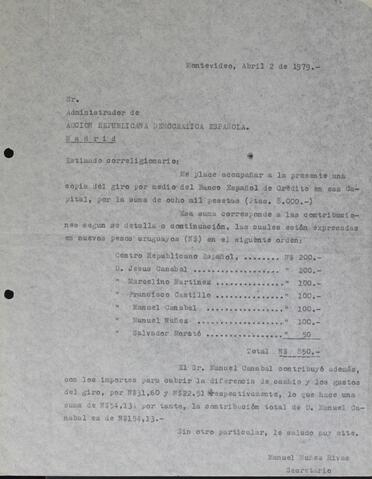 Montevideo, Abril 2 de 1979.-
Sr.
Administrador de
ACCION REPUBLICANA DEMOCRATICA ESPAÑOLA.
Madrid
Estimado correligionario:
Me place acompañar a la presente una
copia del giro por medio del Banco Español de Crédito en esa Ca-
pital, por la suma de ocho mil pesetas (Ptas. 8.000.-)
Esa suma corresponde a las contribucio-
nes segun se detalla a continuación, las cuales están expresadas
en nuevos pesos uruguayos (N$) en el siguente orden:
Centro Republicano Español, ........ N$ 200.-
D. Jesus Canabal ..............." 200.-
" Marcelino Martinez ..........." 100.-
" Francisco Castillo ..........." 100.-
" Manuel Canabal ..............." 100.-
" Manuel Nuñez ................." 100.-
" Salvador Morató .............." 50
Total N$ 850.-
El Sr. Manuel Canabal contribuyó además,
con los importes para cubrir la diferencia de cambio y los gastos
del giro, por N$31,60 y N$22.51 respectivamente, lo que hace una
suma de N$54,13: por tanto, la contribución total de D. Manuel Ca-
nabal es de N$154,13.-
Sin otro particular, le saludo muy atte.
Manuel Nuñez Rivas
Secretario